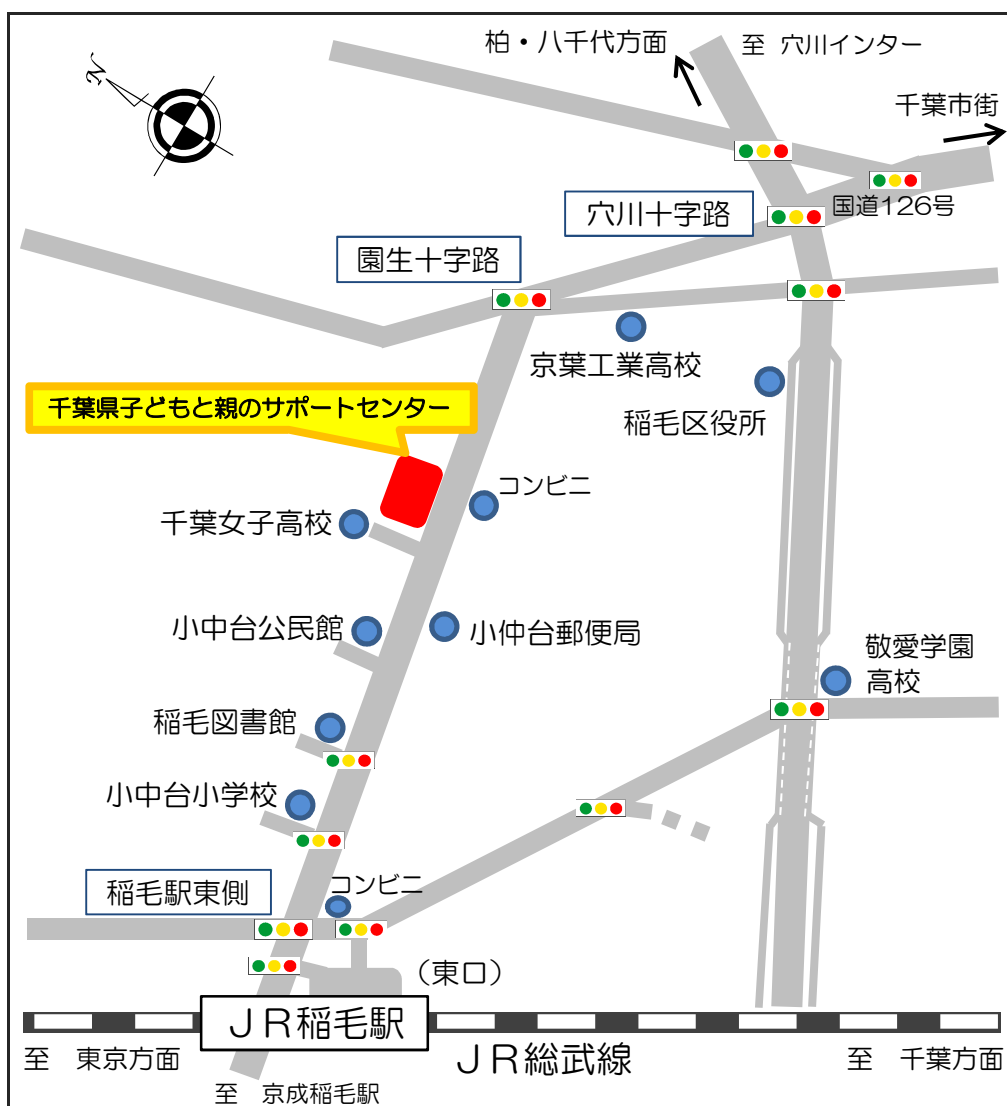 柏・八千代方面
至 穴川インター
N
千葉市街
穴川十字路
国道126号
園生十字路
京葉工業高校
千葉県子どもと親のサポートセンター
稲毛区役所
コンビニ
千葉女子高校
小中台公民館
小仲台郵便局
敬愛学園
高校
稲毛図書館
小中台小学校
稲毛駅東側
コンビニ
（東口）
ＪＲ稲毛駅
至 東京方面
ＪＲ総武線
至 千葉方面
至 京成稲毛駅